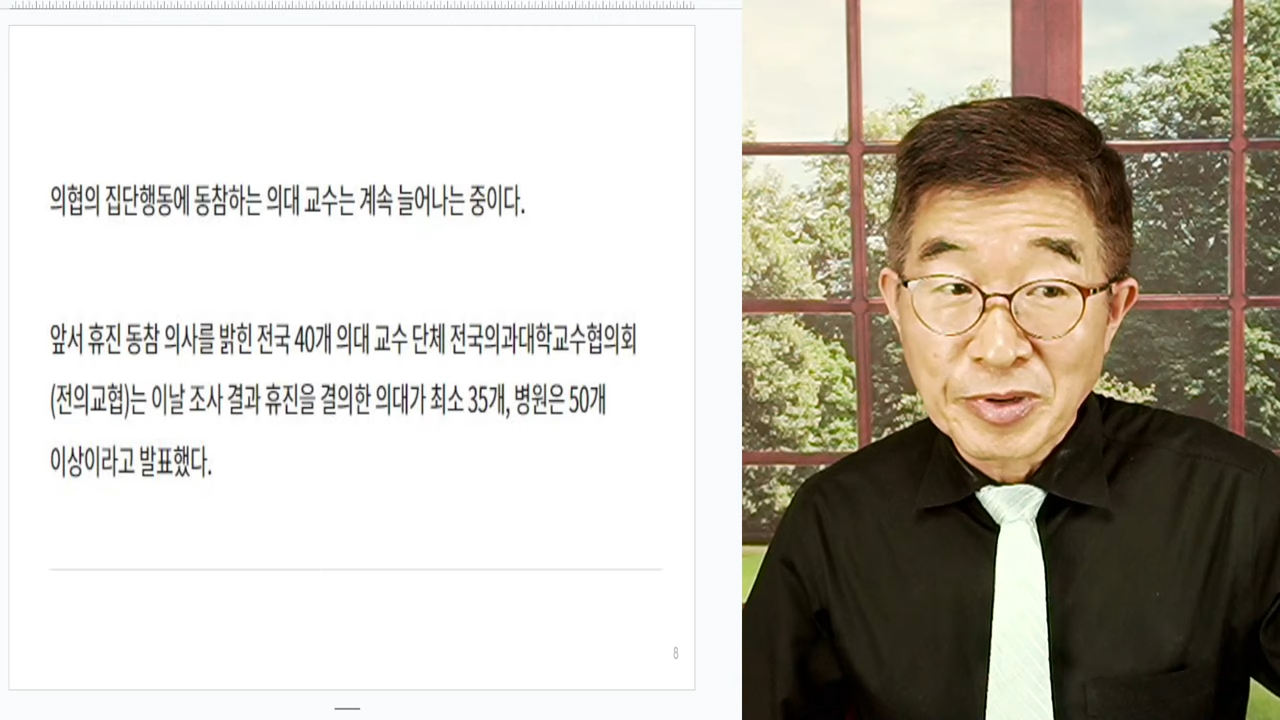 의협의 집단행동에 동참하는 의대 교수는 계속 늘어나는 중이다.
앞서 휴진 동참 의사를 밝힌 전국 40개 의대 교수 단체 전국의과대학교수협의회
(전의교협)는 이날 조사 결과 휴진을 결의한 의대가 최소 35개, 병원은 50개
이상이라고 발표했다.
8